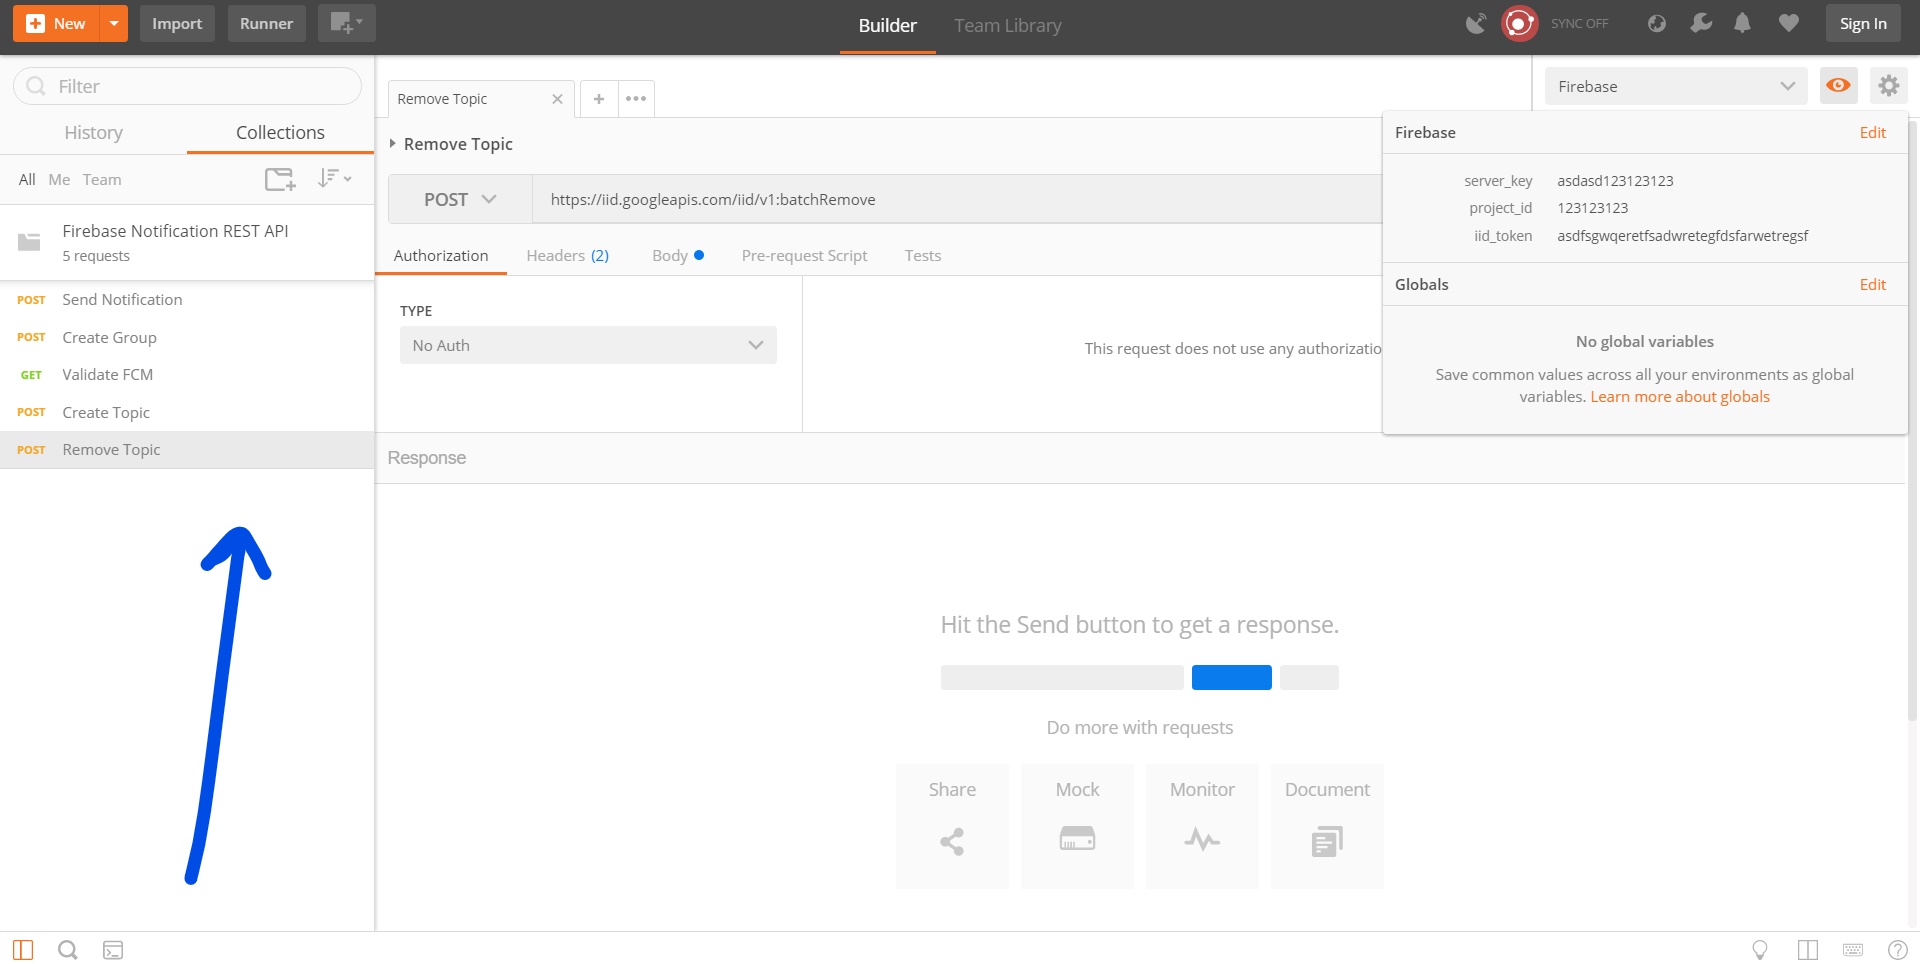 New
Import
Runner
Builder
Team Library
SYNC OFF
Sign In
Filter
History
Collections
All
Me
Team
Firebase Notification REST API
5 requests
POST Send Notification
POST Create Group
GET Validate FCM
POST Create Topic
POST Remove Topic
Remove Topic
Firebase
Remove Topic
POST
https://iid.googleapis.com/iid/v1:batchRemove
Authorization
Headers (2)
Body
Pre-request Script
Tests
TYPE
No Auth
This request does not use any authorizatio
Firebase
Edit
server_key asdasd123123123
project_id 123123123
iid_token asdfsgwqeretfsadwretegfdsfarwetregsf
Globals
Edit
No global variables
Save common values across all your environments as global
variables. Learn more about globals
Response
Hit the Send button to get a response.
Do more with requests
Share
Mock
Monitor
Document